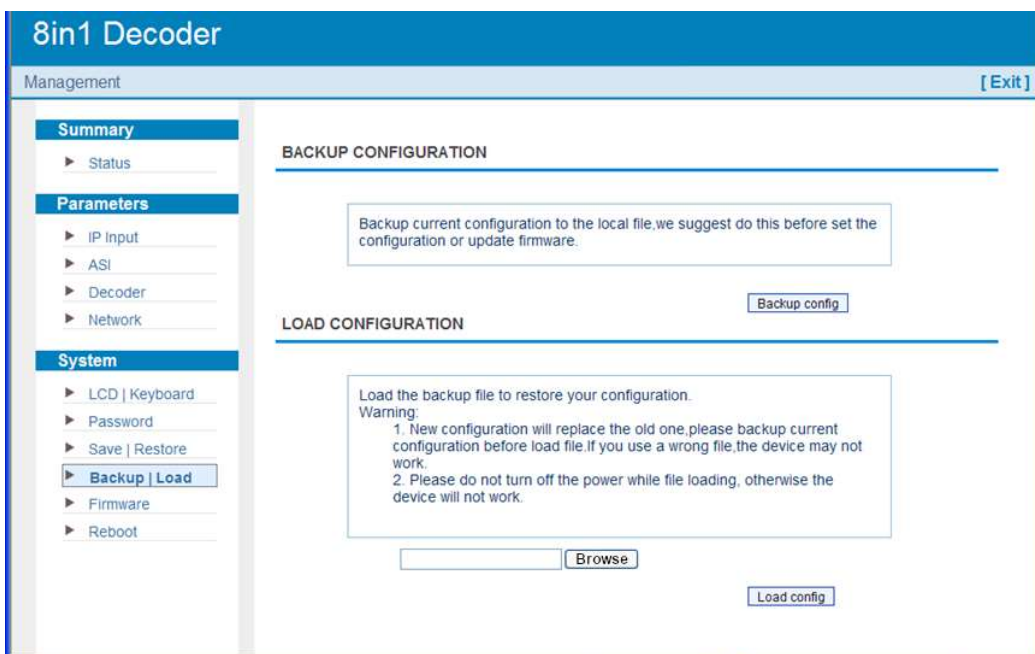 8in1 Decoder
Management
[ Exit ]
Summary
Status
Parameters
IP Input
ASI
Decoder
Network
System
LCD | Keyboard
Password
Save | Restore
Backup | Load
Firmware
Reboot
BACKUP CONFIGURATION
Backup current configuration to the local file,we suggest do this before set the
configuration or update firmware.
Backup config
LOAD CONFIGURATION
Load the backup file to restore your configuration.
Warning:
1. New configuration will replace the old one,please backup current
configuration before load file.If you use a wrong file,the device may not
work.
2. Please do not turn off the power while file loading, otherwise the
device will not work.
Browse
Load config